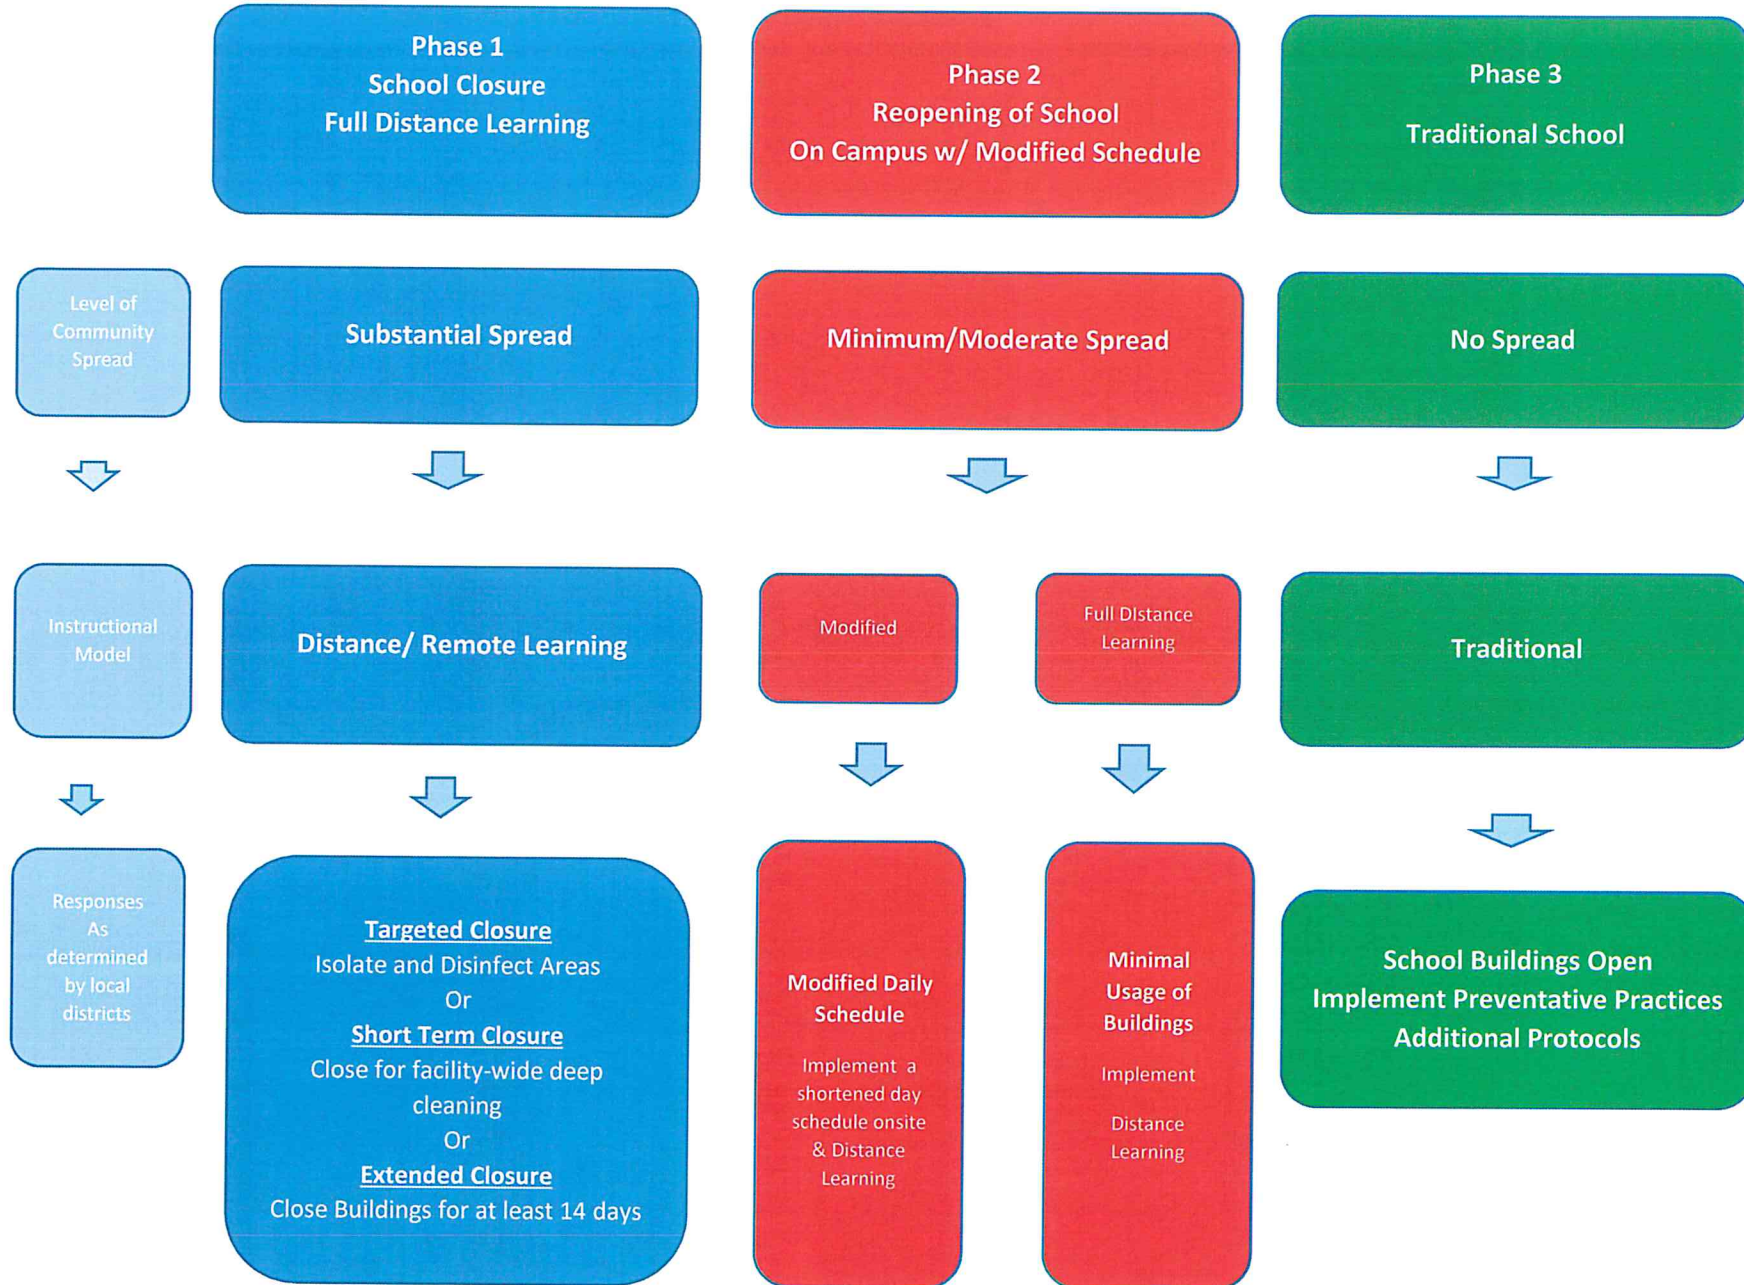 Phase 1
School Closure
Full Distance Learning
Phase 2
Reopening of School
On Campus w/ Modified Schedule
Phase 3
Traditional School
Level of
Community
Spread
Substantial Spread
Minimum/Moderate Spread
No Spread
Instructional
Model
Distance/ Remote Learning
Modified
Full DIstance
Learning
Traditional
Responses
As
determined
by local
districts
Targeted Closure
Isolate and Disinfect Areas
Or
Short Term Closure
Close for facility-wide deep
cleaning
Or
Extended Closure
Close Buildings for at least 14 days
Modified Daily
Schedule
Implement a
shortened day
schedule onsite
& Distance
Learning
Minimal
Usage of
Buildings
Implement
Distance
Learning
School Buildings Open
Implement Preventative Practices
Additional Protocols